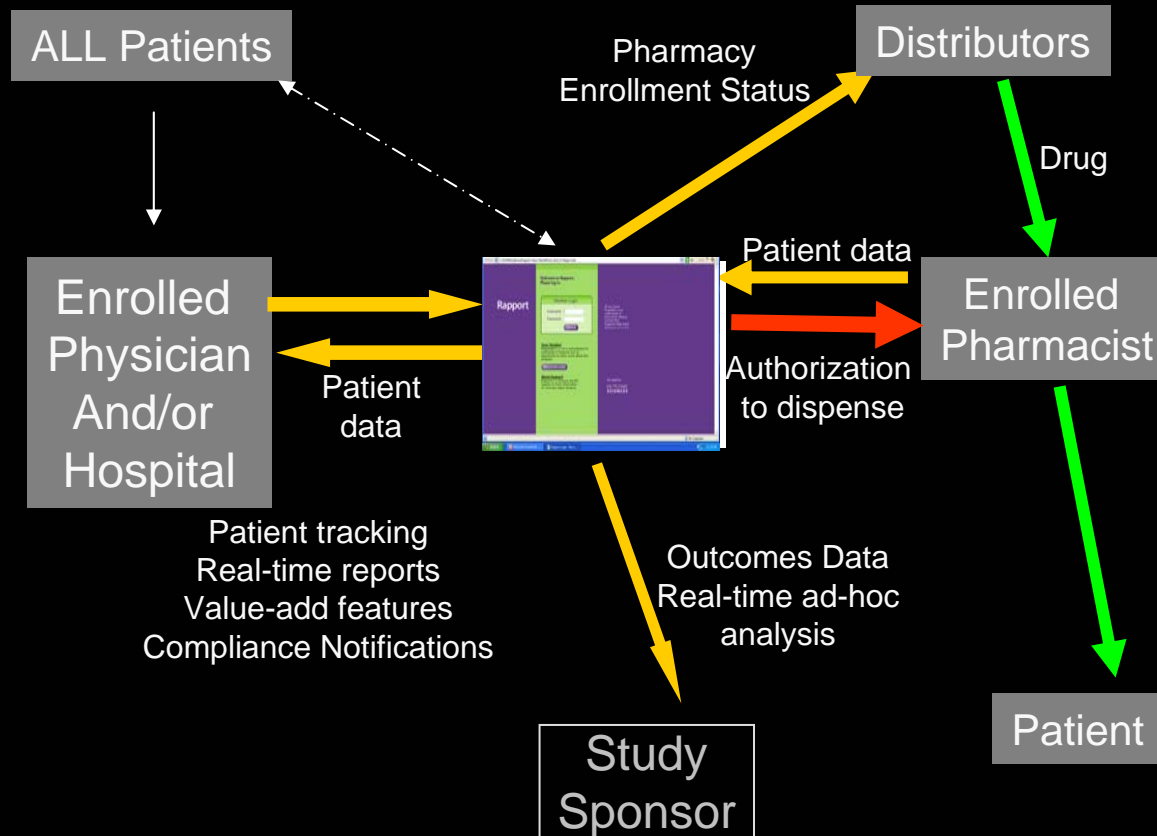 ALL Patients
Pharmacy
Enrollment Status
Distributors
Drug
Enrolled
Physician
And/or
Hospital
Patient
data
Rapport
Patient data
Authorization
to dispense
Enrolled
Pharmacist
Patient tracking
Real-time reports
Value-add features
Compliance Notifications
Outcomes Data
Real-time ad-hoc
analysis
Study
Sponsor
Patient